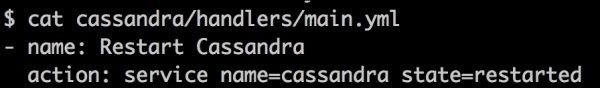 $ cat cassandra/handlers/main.yml
- name: Restart Cassandra
  action: service name=cassandra state=restarted